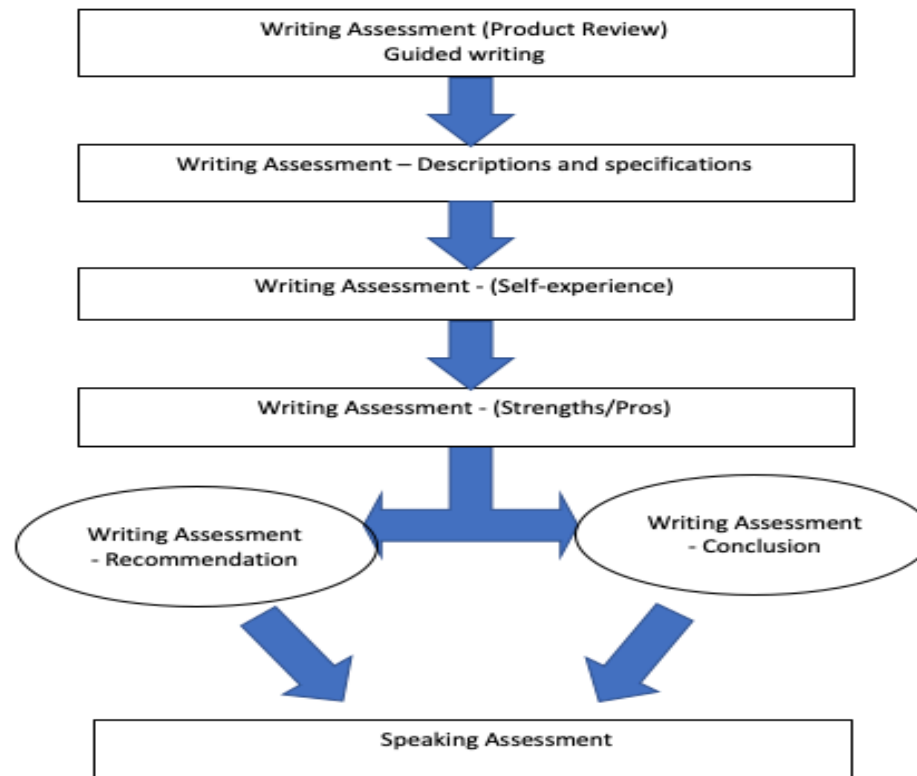 Writing Assessment (Product Review)
Guided writing
Writing Assessment – Descriptions and specifications
Writing Assessment - (Self-experience)
Writing Assessment - (Strengths/Pros)
Writing Assessment
- Recommendation
Writing Assessment
- Conclusion
Speaking Assessment